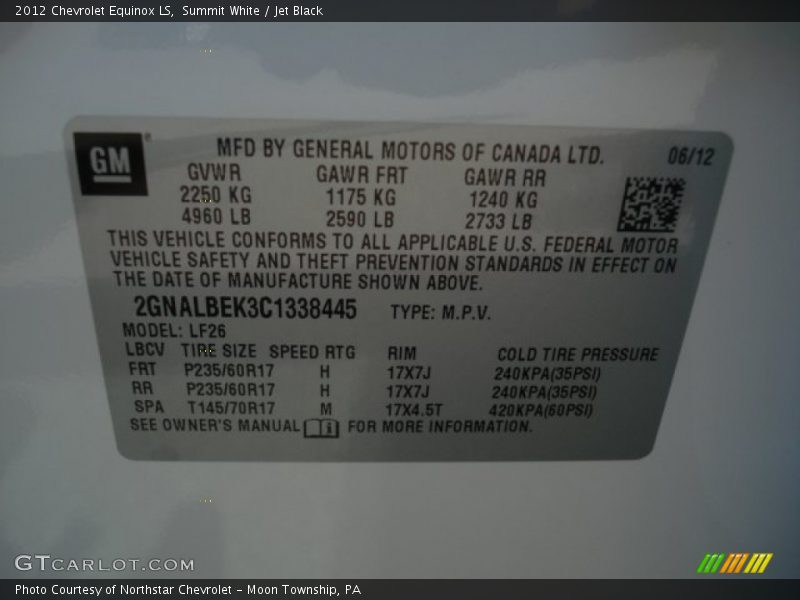 2012 Chevrolet Equinox LS,  Summit White / Jet Black
GM
MFD BY GENERAL MOTORS OF CANADA LTD. 06/12
GVWR GAWR FRT GAWR RR
2250 KG 1175 KG 1240 KG
4960 LB 2590 LB 2733 LB
THIS VEHICLE CONFORMS TO ALL APPLICABLE U.S. FEDERAL MOTOR
VEHICLE SAFETY AND THEFT PREVENTION STANDARDS IN EFFECT ON
THE DATE OF MANUFACTURE SHOWN ABOVE.
2GNALBEK3C1338445 TYPE: M.P.V.
MODEL: LF26
LBCV TIRE SIZE SPEED RTG RIM COLD TIRE PRESSURE
FRT P235/60R17 H 17X7J 240KPA(35PSI)
RR P235/60R17 H 17X7J 240KPA(35PSI)
SPA T145/70R17 M 17X4.5T 420KPA(60PSI)
SEE OWNER'S MANUAL FOR MORE INFORMATION.
GTCARLOT.COM
Photo Courtesy of Northstar Chevrolet - Moon Township, PA